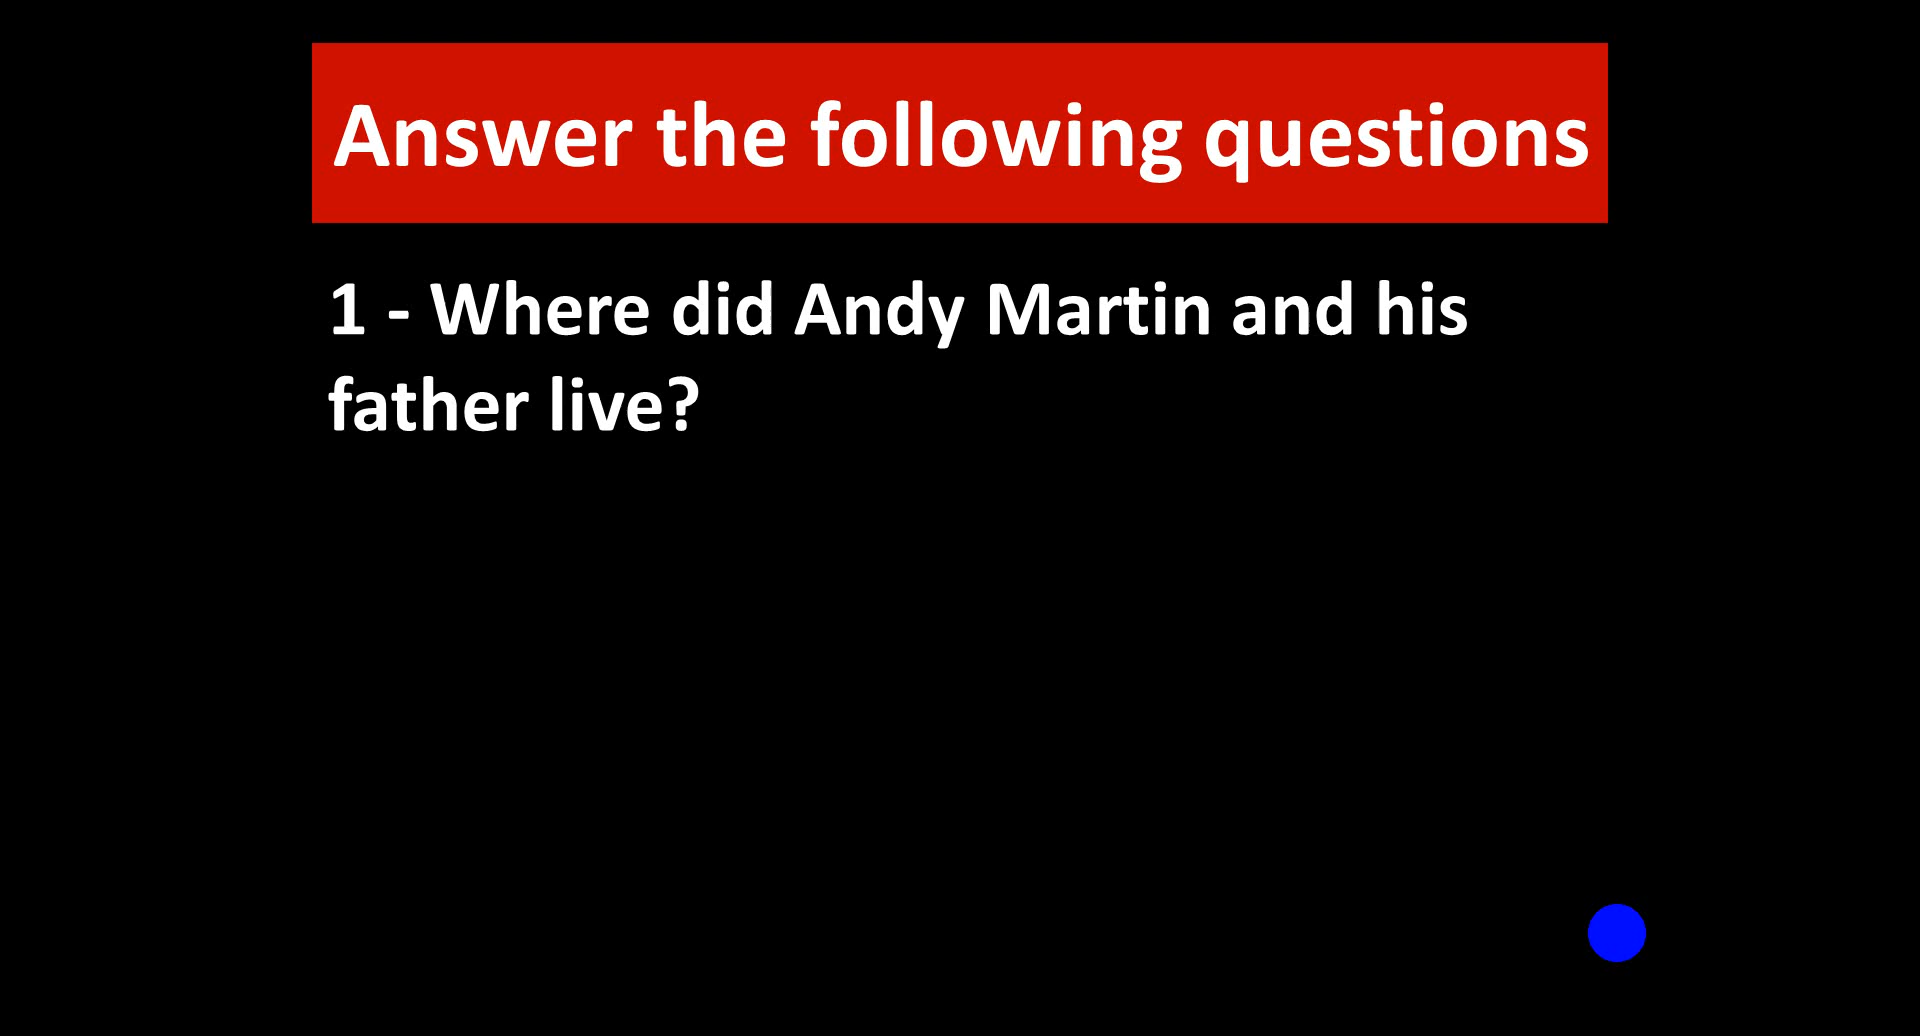 Answer the following questions
1 - Where did Andy Martin and his
father live?